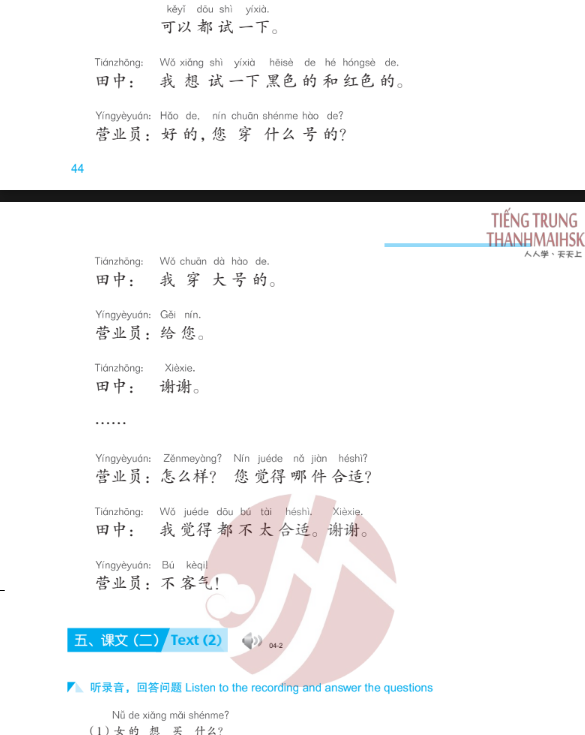 kěyǐ dōu shì yíxià.
可以都试一下。
Tiánzhōng: Wǒ xiǎng shì yíxià hēisè de hé hóngsè de.
田中： 我想试一下黑色的和红色的。
Yíngyèyuán: Hǎo de, nín chuān shénme hào de?
营业员：好的，您穿什么号的？
44
TIẾNG TRUNG
THANHMAIHSK
人人学·天天上
Tiánzhōng: Wǒ chuān dà hào de.
田中： 我穿大号的。
Yíngyèyuán: Gěi nín.
营业员：给您。
Tiánzhōng: Xièxie.
田中： 谢谢。
……
Yíngyèyuán: Zěnmeyàng? Nín juéde nǎ jiàn héshì?
营业员：怎么样？ 您觉得哪件合适？
Tiánzhōng: Wǒ juéde dōu bú tài héshì. Xièxie.
田中： 我觉得都不太合适。谢谢。
Yíngyèyuán: Bú kèqi!
营业员：不客气！
五、课文（二） Text (2) 04-2
听录音，回答问题 Listen to the recording and answer the questions
Nǚ de xiǎng mǎi shénme?
（1）女的想买什么？